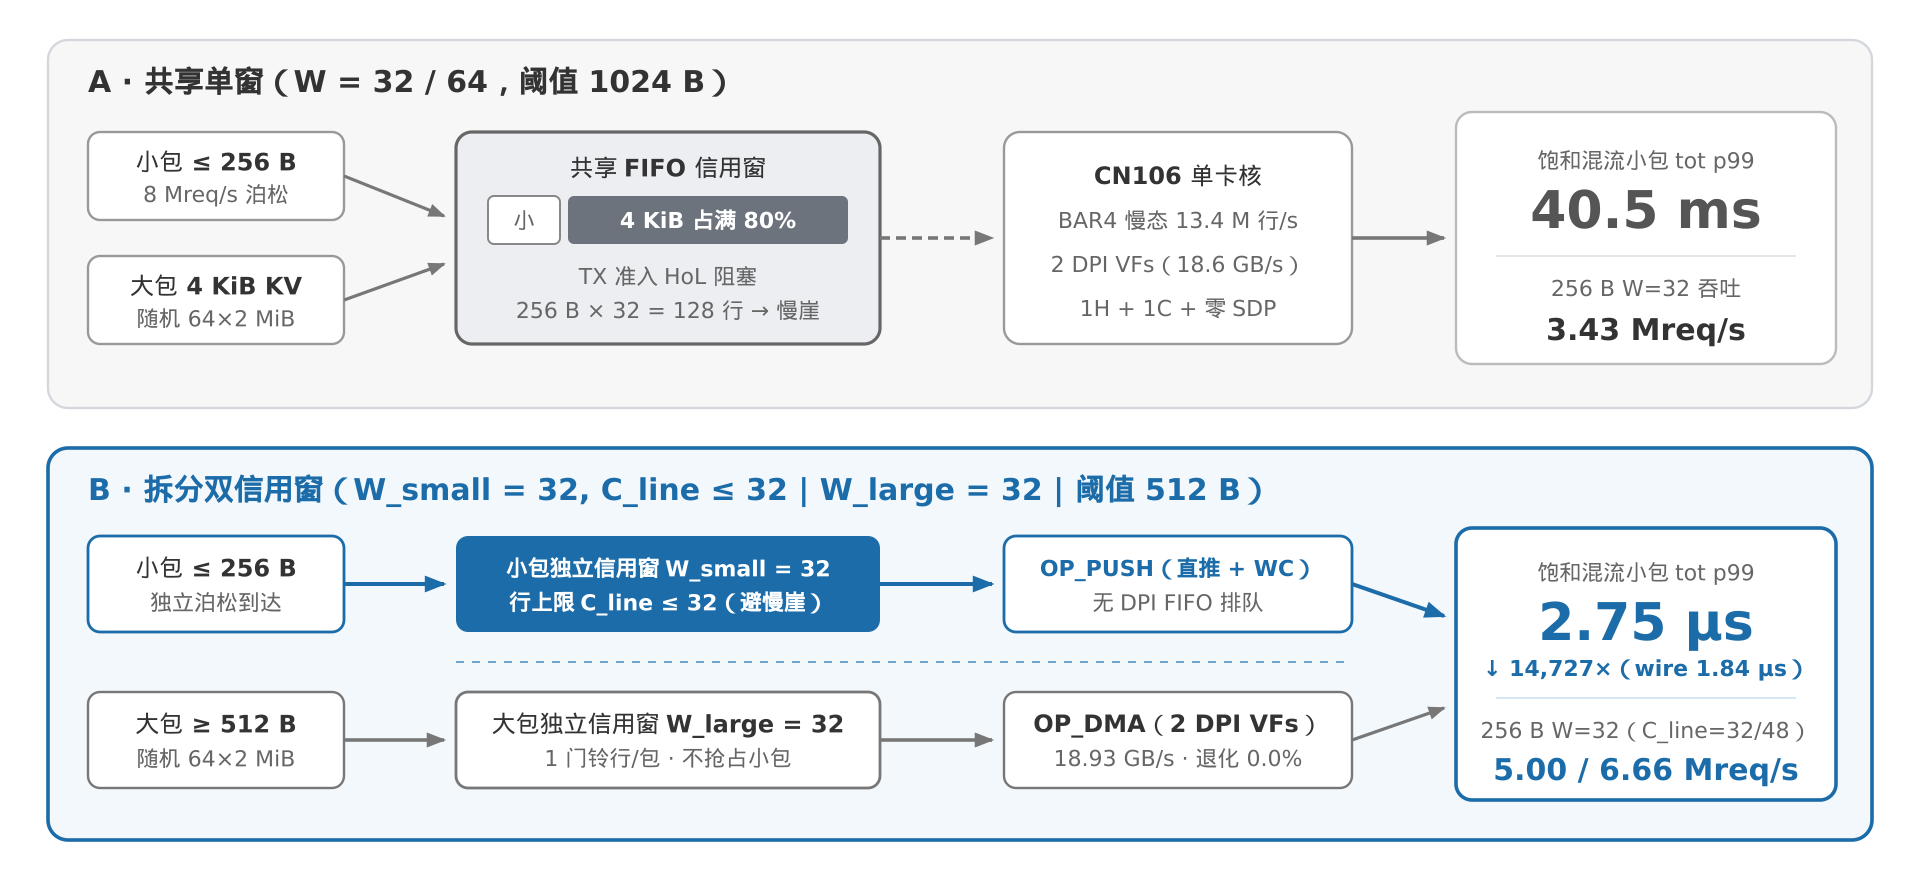 A · 共享单窗（W = 32 / 64，阈值 1024 B）
小包 ≤ 256 B
8 Mreq/s 泊松
大包 4 KiB KV
随机 64×2 MiB
共享 FIFO 信用窗
小
4 KiB 占满 80%
TX 准入 HoL 阻塞
256 B × 32 = 128 行 → 慢崖
CN106 单卡核
BAR4 慢态 13.4 M 行/s
2 DPI VFs（18.6 GB/s）
1H + 1C + 零 SDP
饱和混流小包 tot p99
40.5 ms
256 B W=32 吞吐
3.43 Mreq/s
B · 拆分双信用窗（W_small = 32, C_line ≤ 32 | W_large = 32 | 阈值 512 B）
小包 ≤ 256 B
独立泊松到达
小包独立信用窗 W_small = 32
行上限 C_line ≤ 32（避慢崖）
OP_PUSH（直推 + WC）
无 DPI FIFO 排队
大包 ≥ 512 B
随机 64×2 MiB
大包独立信用窗 W_large = 32
1 门铃行/包 · 不抢占小包
OP_DMA（2 DPI VFs）
18.93 GB/s · 退化 0.0%
饱和混流小包 tot p99
2.75 µs
↓ 14,727×（wire 1.84 µs）
256 B W=32（C_line=32/48）
5.00 / 6.66 Mreq/s